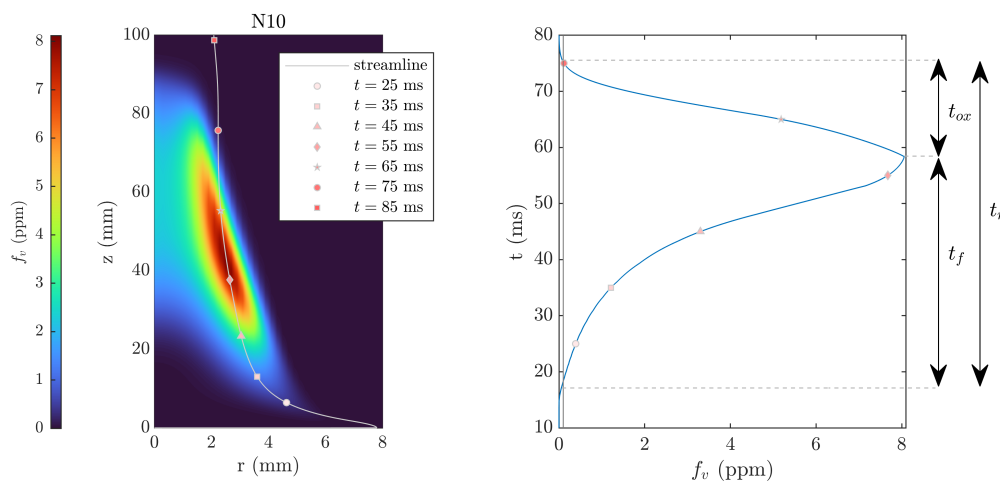 N10
8
7
6
5
4
3
2
1
0
f_v (ppm)
100
80
60
40
20
0
z (mm)
0 2 4 6 8
r (mm)
streamline
t = 25 ms
t = 35 ms
t = 45 ms
t = 55 ms
t = 65 ms
t = 75 ms
t = 85 ms
80
70
60
50
40
30
20
10
t (ms)
0 2 4 6 8
f_v (ppm)
t_ox
t_f